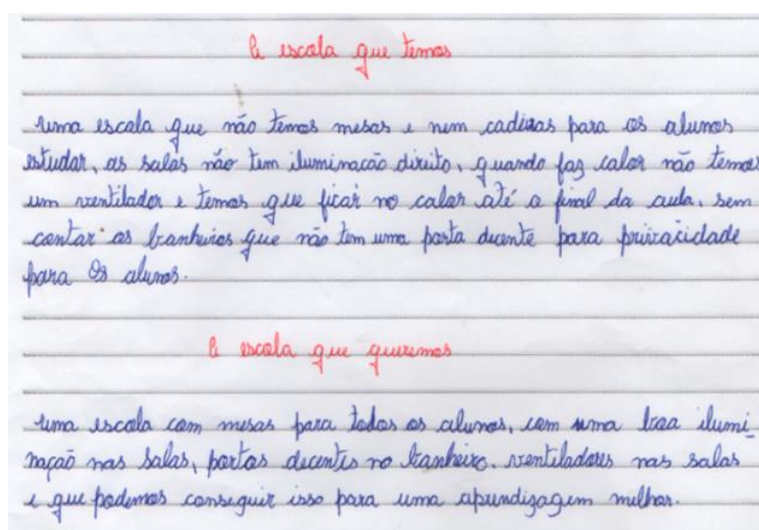 A escola que temos
uma escola que não temos mesas e nem cadiras para os alunos
estudar, as salas não tem iluminacão direito, quando faz calor não temos
um ventilador e temos que ficar no calor até o final da aula, sem
contar os banheiros que não tem uma porta decente para privacidade
para os alunos.
A escola que queremos
uma escola com mesas para todos os alunos, com uma boa ilumi-
nação nas salas, portas decentes no banheiro, ventiladores nas salas
e que podemos conseguir isso para uma aprendizagem melhor.